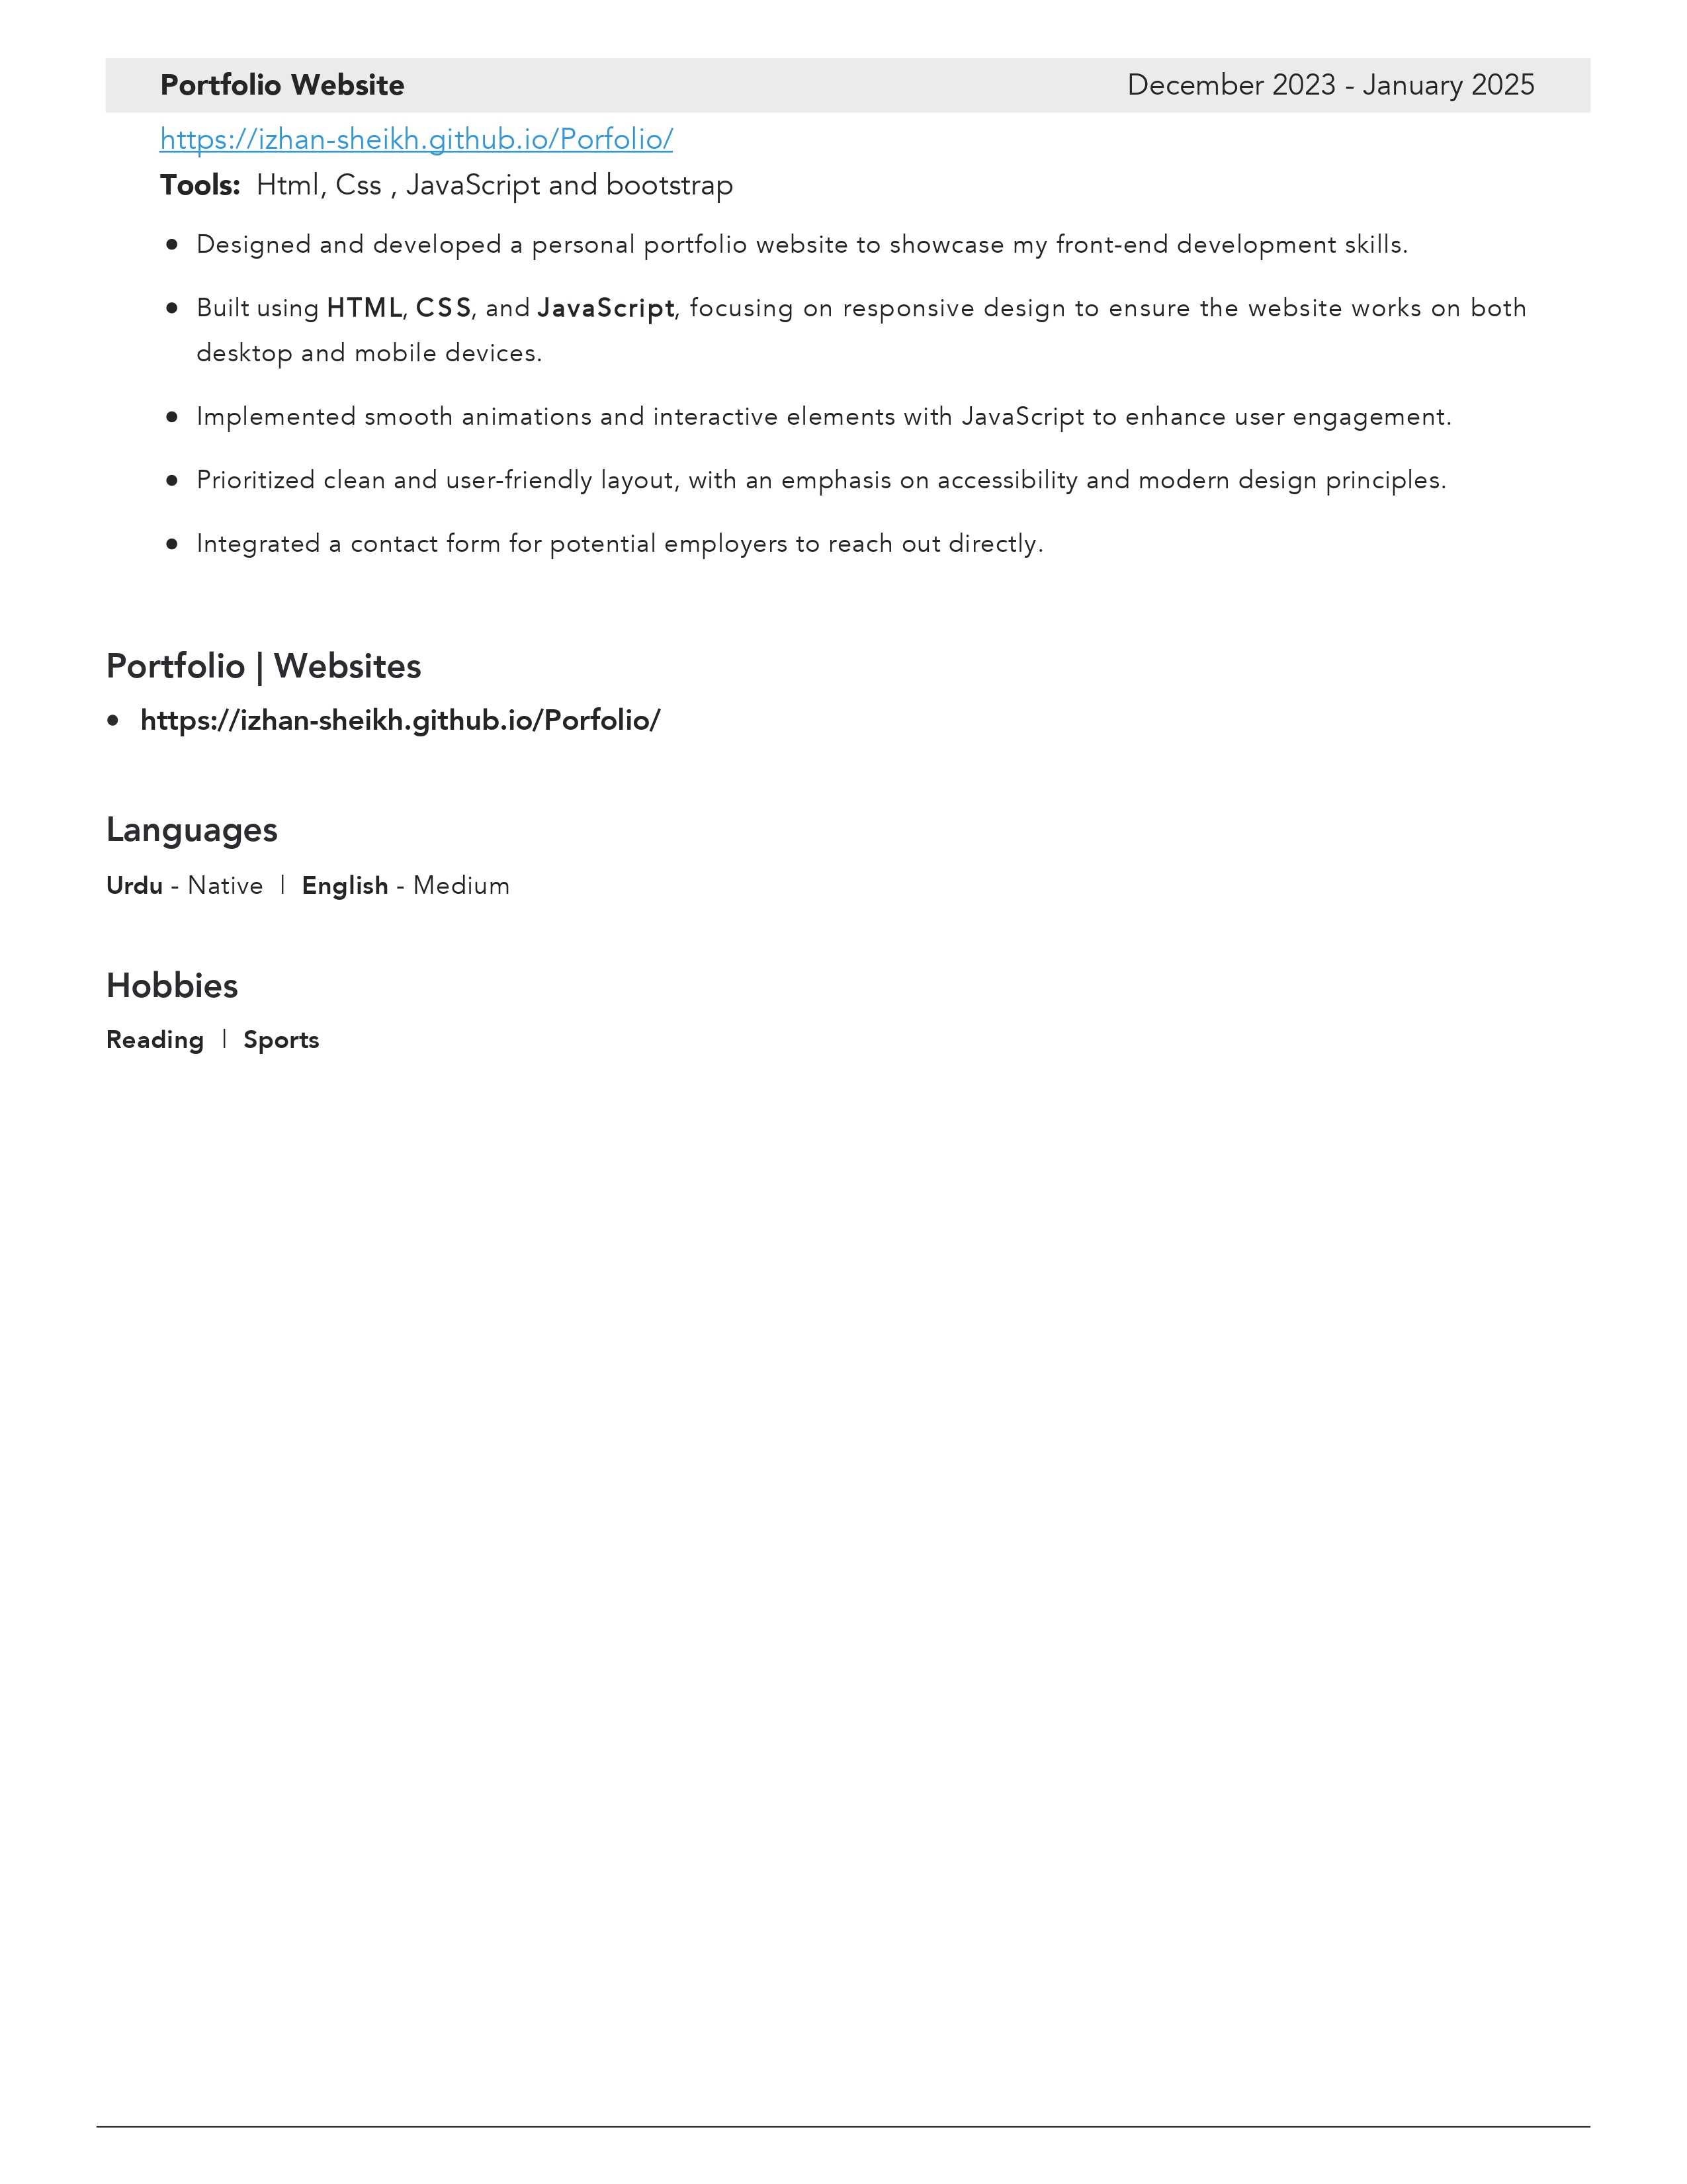 Portfolio Website December 2023 - January 2025
https://izhan-sheikh.github.io/Porfolio/
Tools: Html, Css , JavaScript and bootstrap
● Designed and developed a personal portfolio website to showcase my front-end development skills.
● Built using HTML, CSS, and JavaScript, focusing on responsive design to ensure the website works on both
desktop and mobile devices.
● Implemented smooth animations and interactive elements with JavaScript to enhance user engagement.
● Prioritized clean and user-friendly layout, with an emphasis on accessibility and modern design principles.
● Integrated a contact form for potential employers to reach out directly.
Portfolio | Websites
● https://izhan-sheikh.github.io/Porfolio/
Languages
Urdu - Native | English - Medium
Hobbies
Reading | Sports